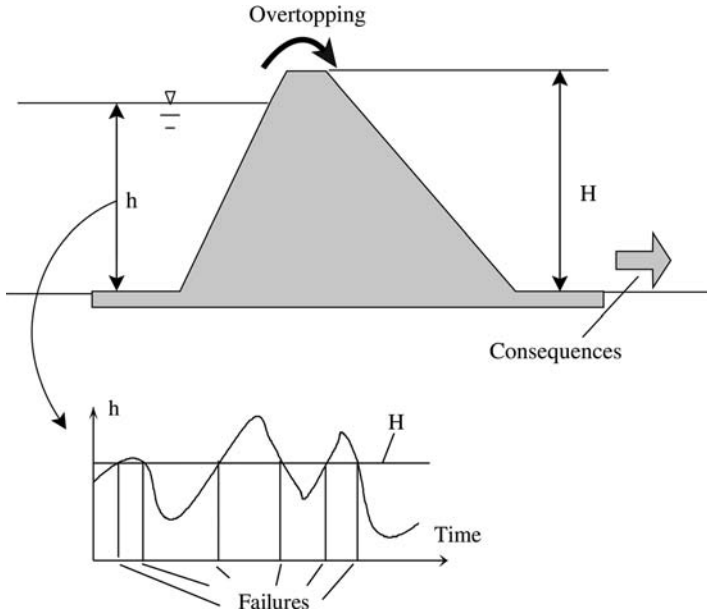 Overtopping
h
H
Consequences
h
H
Time
Failures